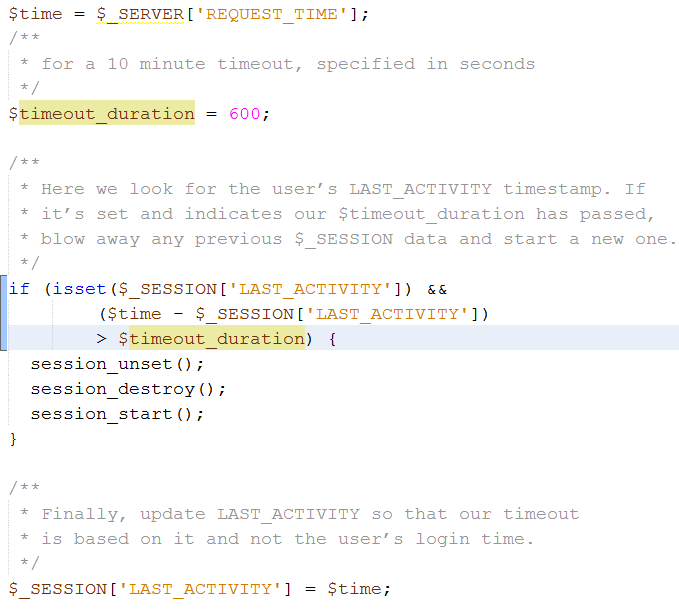 $time = $_SERVER['REQUEST_TIME'];
/**
 * for a 10 minute timeout, specified in seconds
 */
$timeout_duration = 600;

/**
 * Here we look for the user’s LAST_ACTIVITY timestamp. If
 * it’s set and indicates our $timeout_duration has passed,
 * blow away any previous $_SESSION data and start a new one.
 */
if (isset($_SESSION['LAST_ACTIVITY']) &&
        ($time - $_SESSION['LAST_ACTIVITY'])
        > $timeout_duration) {
  session_unset();
  session_destroy();
  session_start();
}

/**
 * Finally, update LAST_ACTIVITY so that our timeout
 * is based on it and not the user’s login time.
 */
$_SESSION['LAST_ACTIVITY'] = $time;